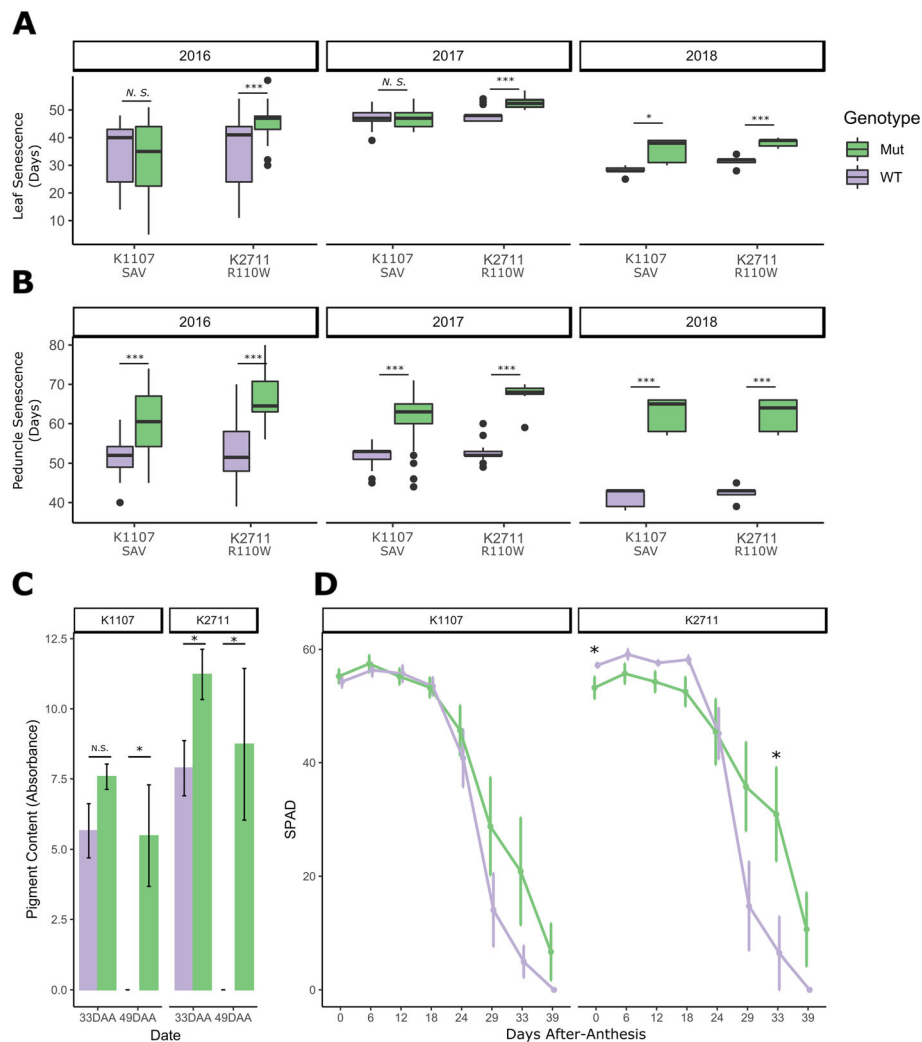 A
2016
2017
2018
Leaf Senescence
(Days)
50
40
30
20
10
N. S.
***
N. S.
***
*
***
K1107
SAV
K2711
R110W
K1107
SAV
K2711
R110W
K1107
SAV
K2711
R110W
Genotype
Mut
WT
B
2016
2017
2018
Peduncle Senescence
(Days)
80
70
60
50
40
***
***
***
***
***
***
K1107
SAV
K2711
R110W
K1107
SAV
K2711
R110W
K1107
SAV
K2711
R110W
C
K1107
K2711
Pigment Content (Absorbance)
12.5
10.0
7.5
5.0
2.5
0.0
N.S.
*
*
*
33DAA 49DAA
33DAA 49DAA
Date
D
K1107
K2711
SPAD
60
40
20
0
*
*
0 6 12 18 24 29 33 39
0 6 12 18 24 29 33 39
Days After-Anthesis